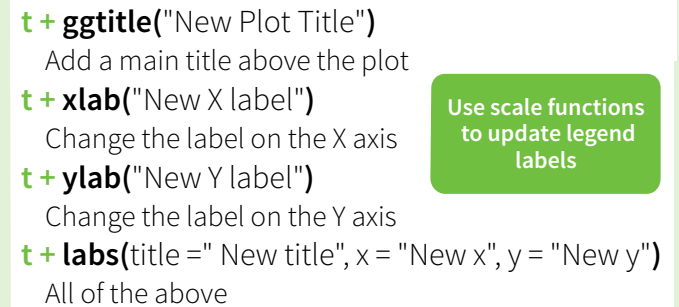 t + ggtitle("New Plot Title")
Add a main title above the plot
t + xlab("New X label")
Change the label on the X axis
t + ylab("New Y label")
Change the label on the Y axis
t + labs(title =" New title", x = "New x", y = "New y")
All of the above
Use scale functions
to update legend
labels